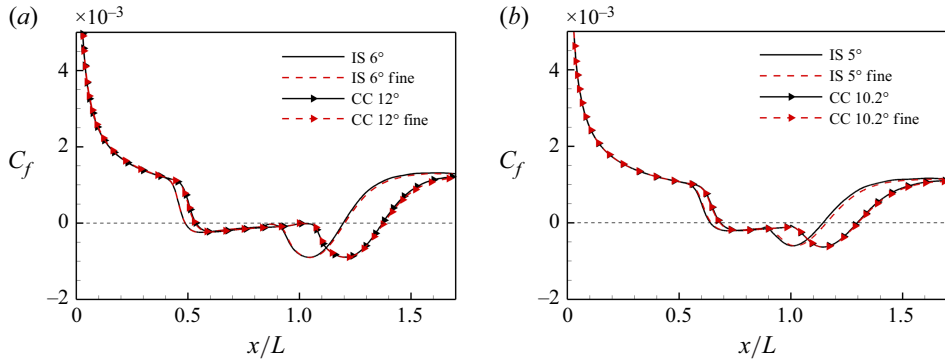 (a)
×10⁻³
4
2
0
−2
C_f
0
0.5
1.0
1.5
x/L
IS 6°
IS 6° fine
CC 12°
CC 12° fine
(b)
×10⁻³
4
2
0
−2
C_f
0
0.5
1.0
1.5
x/L
IS 5°
IS 5° fine
CC 10.2°
CC 10.2° fine